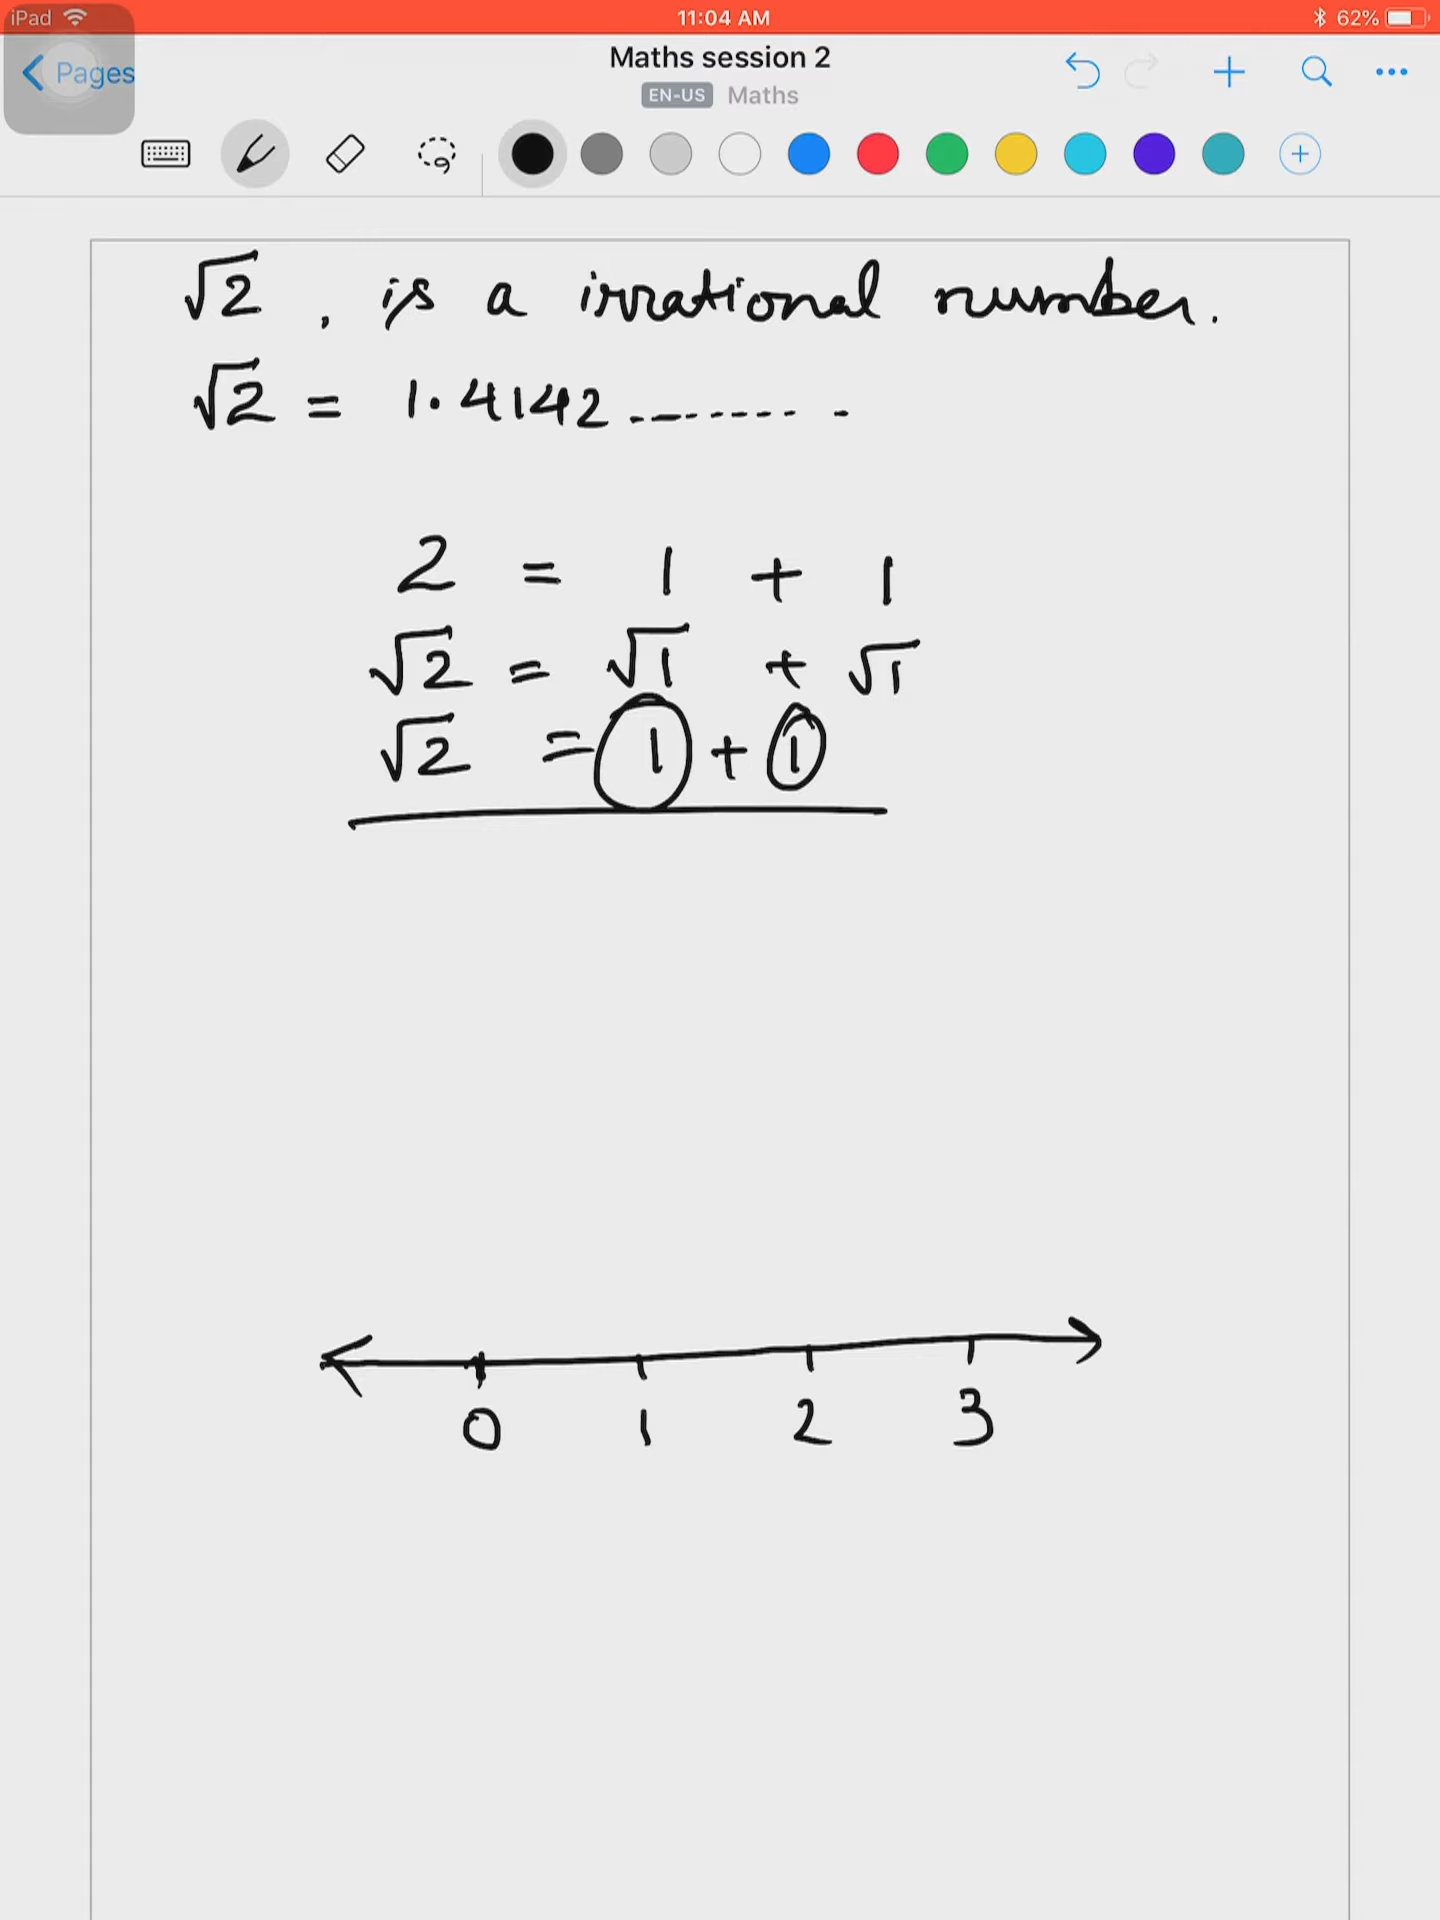 iPad 11:04 AM 62%
Pages Maths session 2
EN-US Maths
√2 , is a irrational number.
√2 = 1.4142 --------- -
2 = 1 + 1
√2 = √1 + √1
√2 = 1 + 1
0 1 2 3